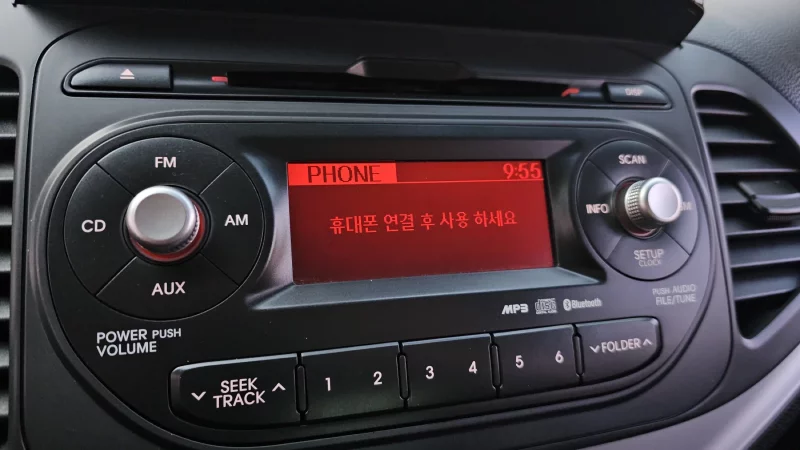 DISP
FM
SCAN
PHONE 9:55
CD
AM
INFO
휴대폰 연결 후 사용 하세요
SETUP
CLOCK
AUX
PUSH AUDIO
FILE/TUNE
MP3 Bluetooth
POWER PUSH
VOLUME
SEEK
TRACK
1 2 3 4 5 6
FOLDER